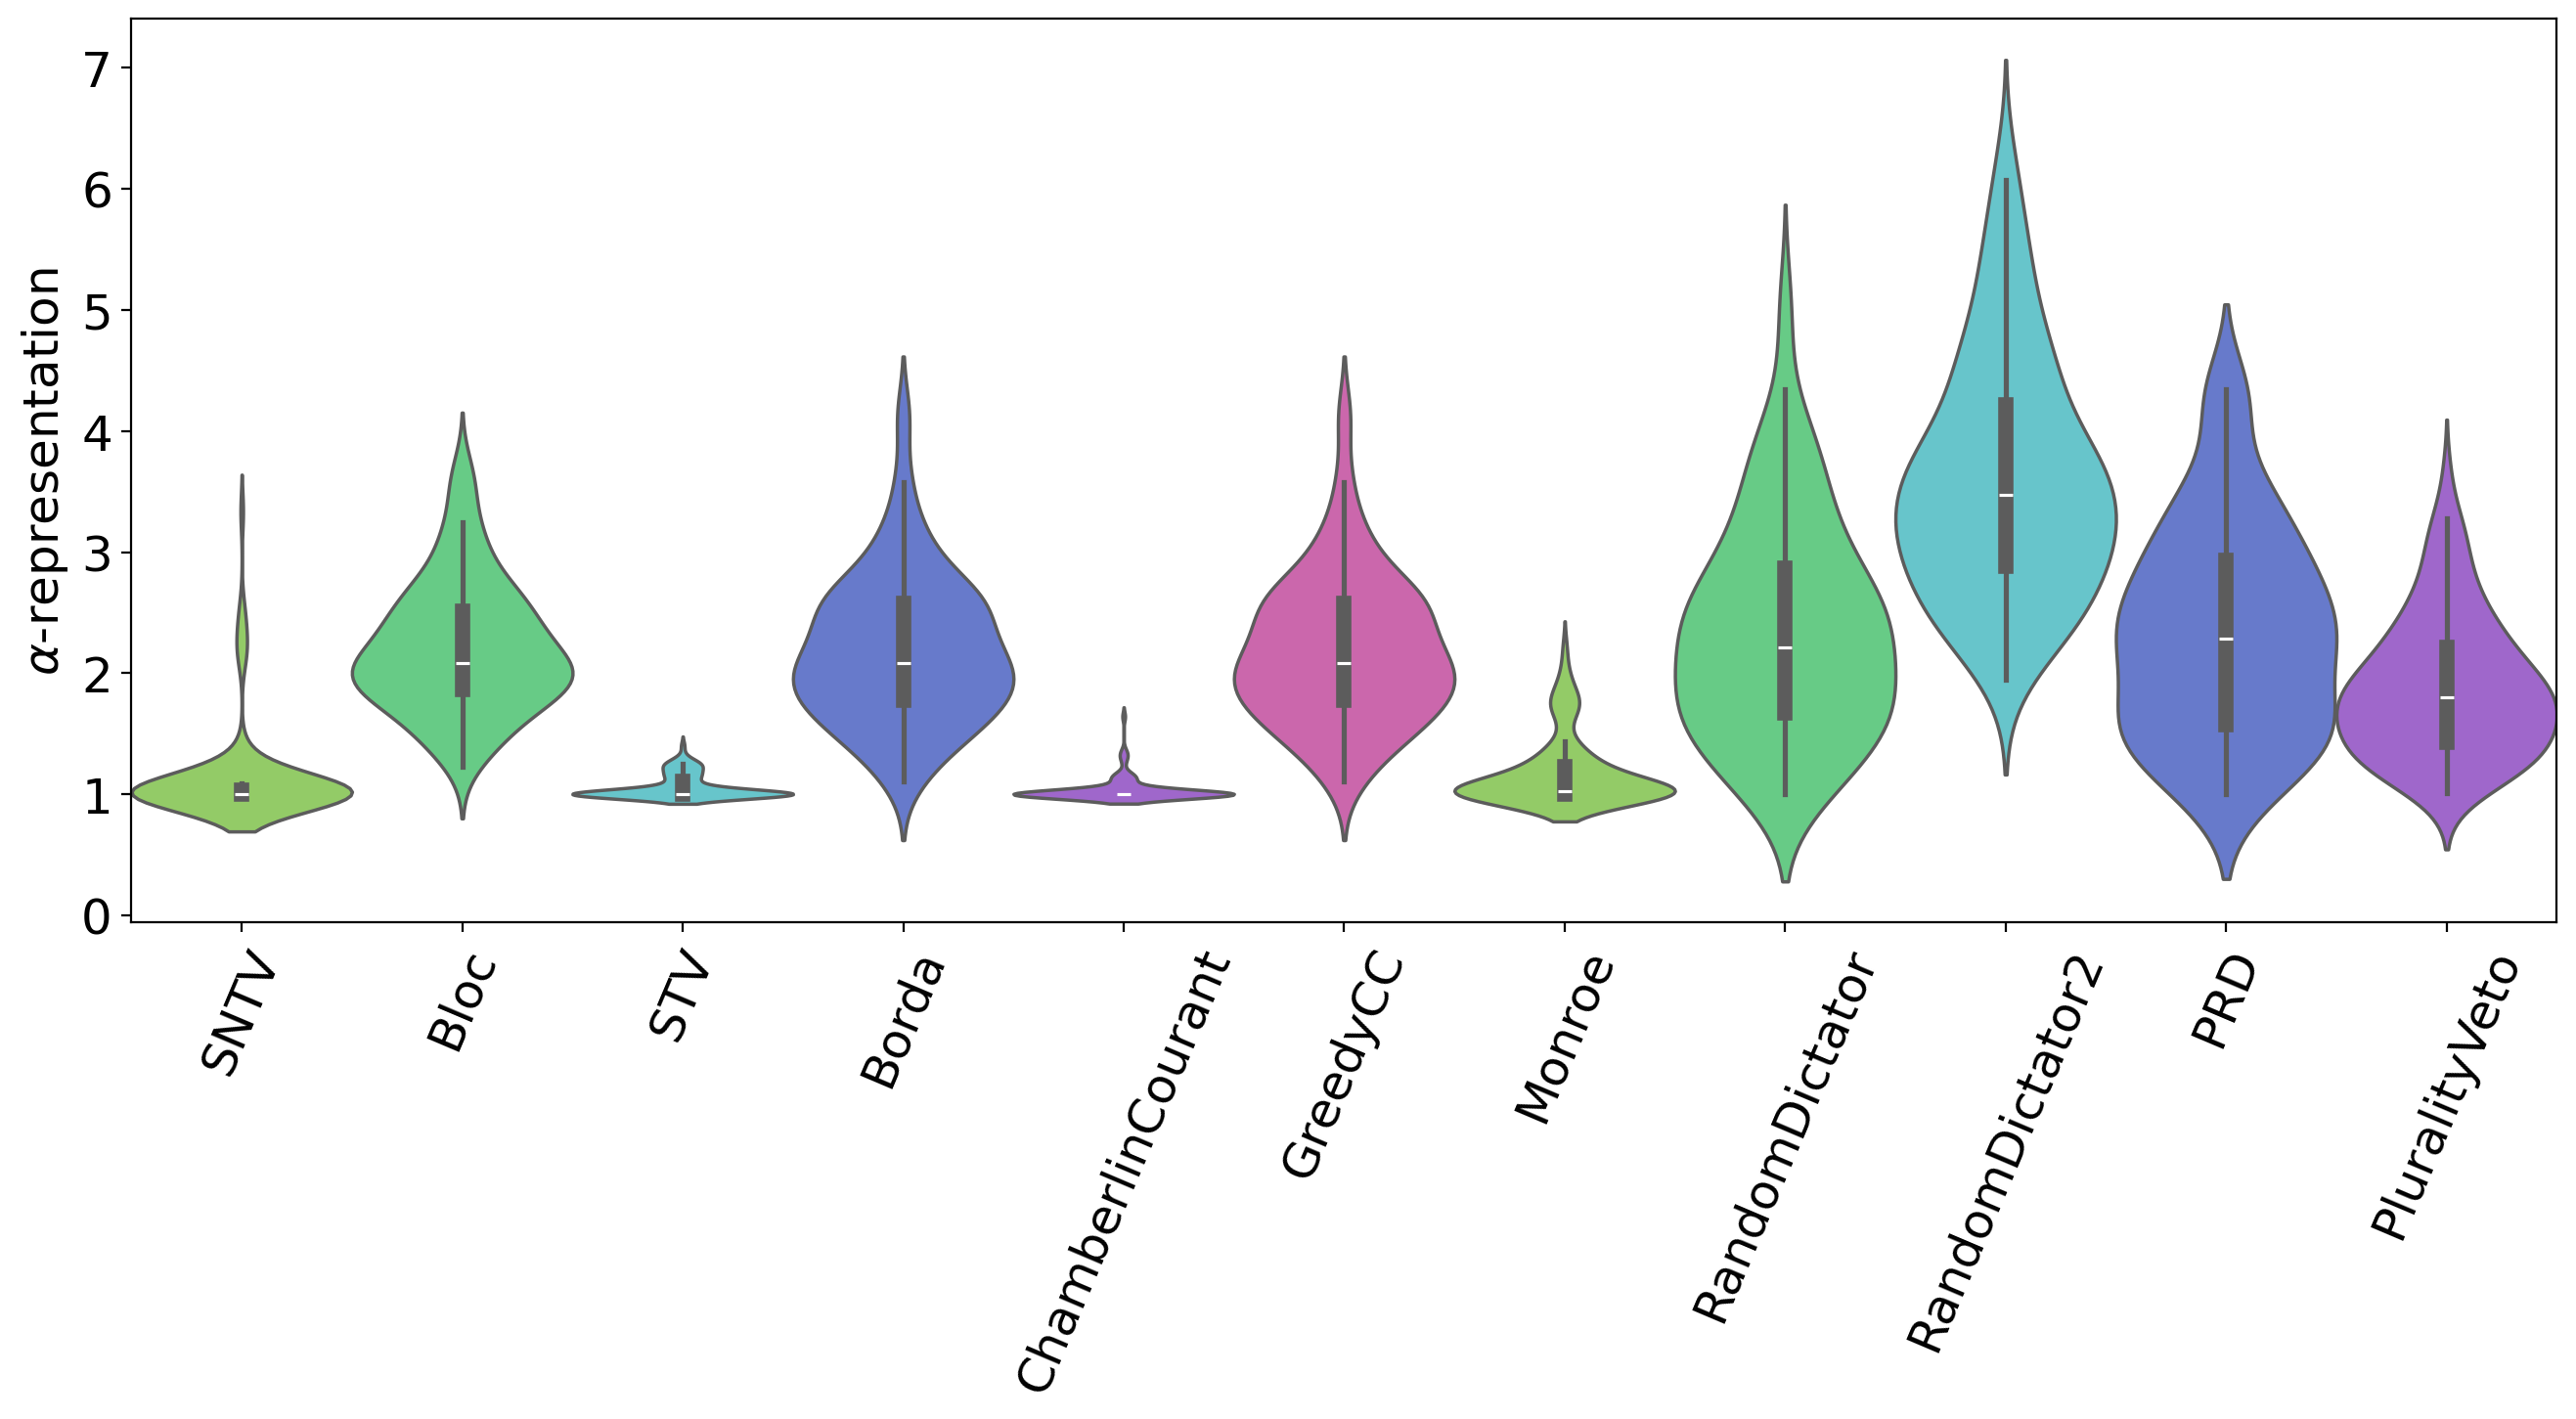 α-representation
7
6
5
4
3
2
1
0
SNTV
Bloc
STV
Borda
ChamberlinCourant
GreedyCC
Monroe
RandomDictator
RandomDictator2
PRD
PluralityVeto